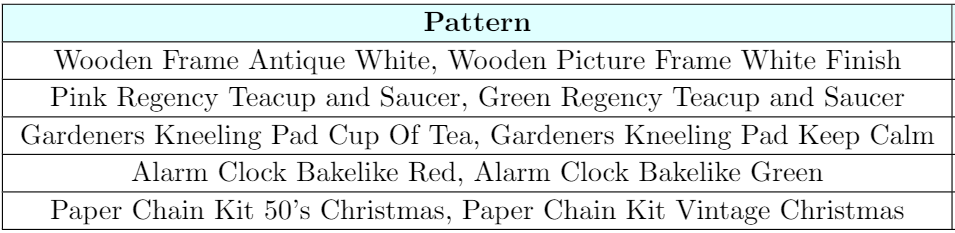 Pattern
Wooden Frame Antique White, Wooden Picture Frame White Finish
Pink Regency Teacup and Saucer, Green Regency Teacup and Saucer
Gardeners Kneeling Pad Cup Of Tea, Gardeners Kneeling Pad Keep Calm
Alarm Clock Bakelike Red, Alarm Clock Bakelike Green
Paper Chain Kit 50's Christmas, Paper Chain Kit Vintage Christmas